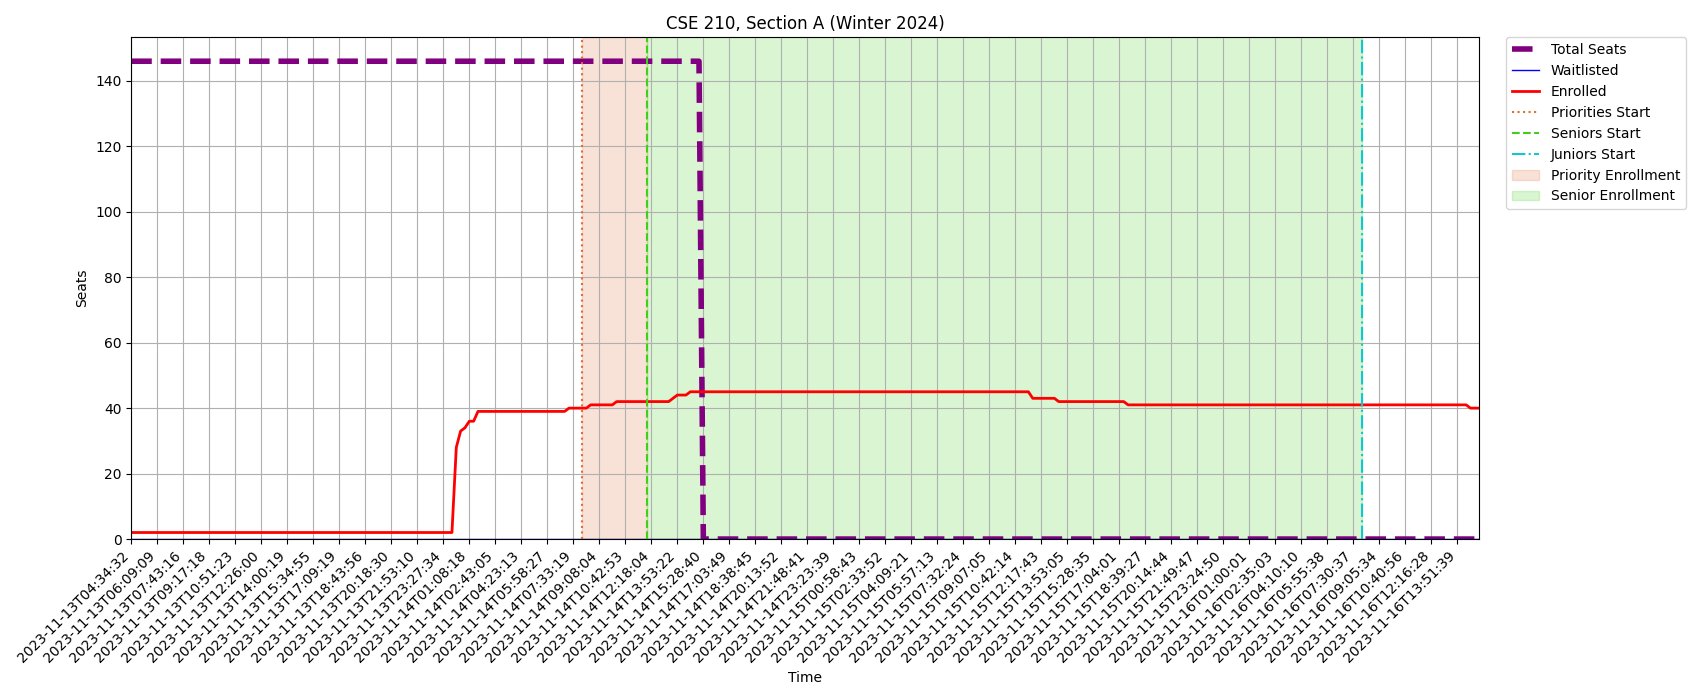 CSE 210, Section A (Winter 2024)
Total Seats
Waitlisted
Enrolled
Priorities Start
Seniors Start
Juniors Start
Priority Enrollment
Senior Enrollment
Seats
140
120
100
80
60
40
20
0
2023-11-13T04:34:32
2023-11-13T06:09:09
2023-11-13T07:43:16
2023-11-13T09:17:18
2023-11-13T10:51:23
2023-11-13T12:26:00
2023-11-13T14:00:19
2023-11-13T15:34:55
2023-11-13T17:09:19
2023-11-13T18:43:56
2023-11-13T20:18:30
2023-11-13T21:53:10
2023-11-13T23:27:34
2023-11-14T01:08:18
2023-11-14T02:43:05
2023-11-14T04:23:13
2023-11-14T05:58:27
2023-11-14T07:33:19
2023-11-14T09:08:04
2023-11-14T10:42:53
2023-11-14T12:18:04
2023-11-14T13:53:22
2023-11-14T15:28:40
2023-11-14T17:03:49
2023-11-14T18:38:45
2023-11-14T20:13:52
2023-11-14T21:48:41
2023-11-14T23:23:39
2023-11-15T00:58:43
2023-11-15T02:33:52
2023-11-15T04:09:21
2023-11-15T05:57:13
2023-11-15T07:32:24
2023-11-15T09:07:05
2023-11-15T10:42:14
2023-11-15T12:17:43
2023-11-15T13:53:05
2023-11-15T15:28:35
2023-11-15T17:04:01
2023-11-15T18:39:27
2023-11-15T20:14:44
2023-11-15T21:49:47
2023-11-15T23:24:50
2023-11-16T01:00:01
2023-11-16T02:35:03
2023-11-16T04:10:10
2023-11-16T05:55:38
2023-11-16T07:30:37
2023-11-16T09:05:34
2023-11-16T10:40:56
2023-11-16T12:16:28
2023-11-16T13:51:39
Time